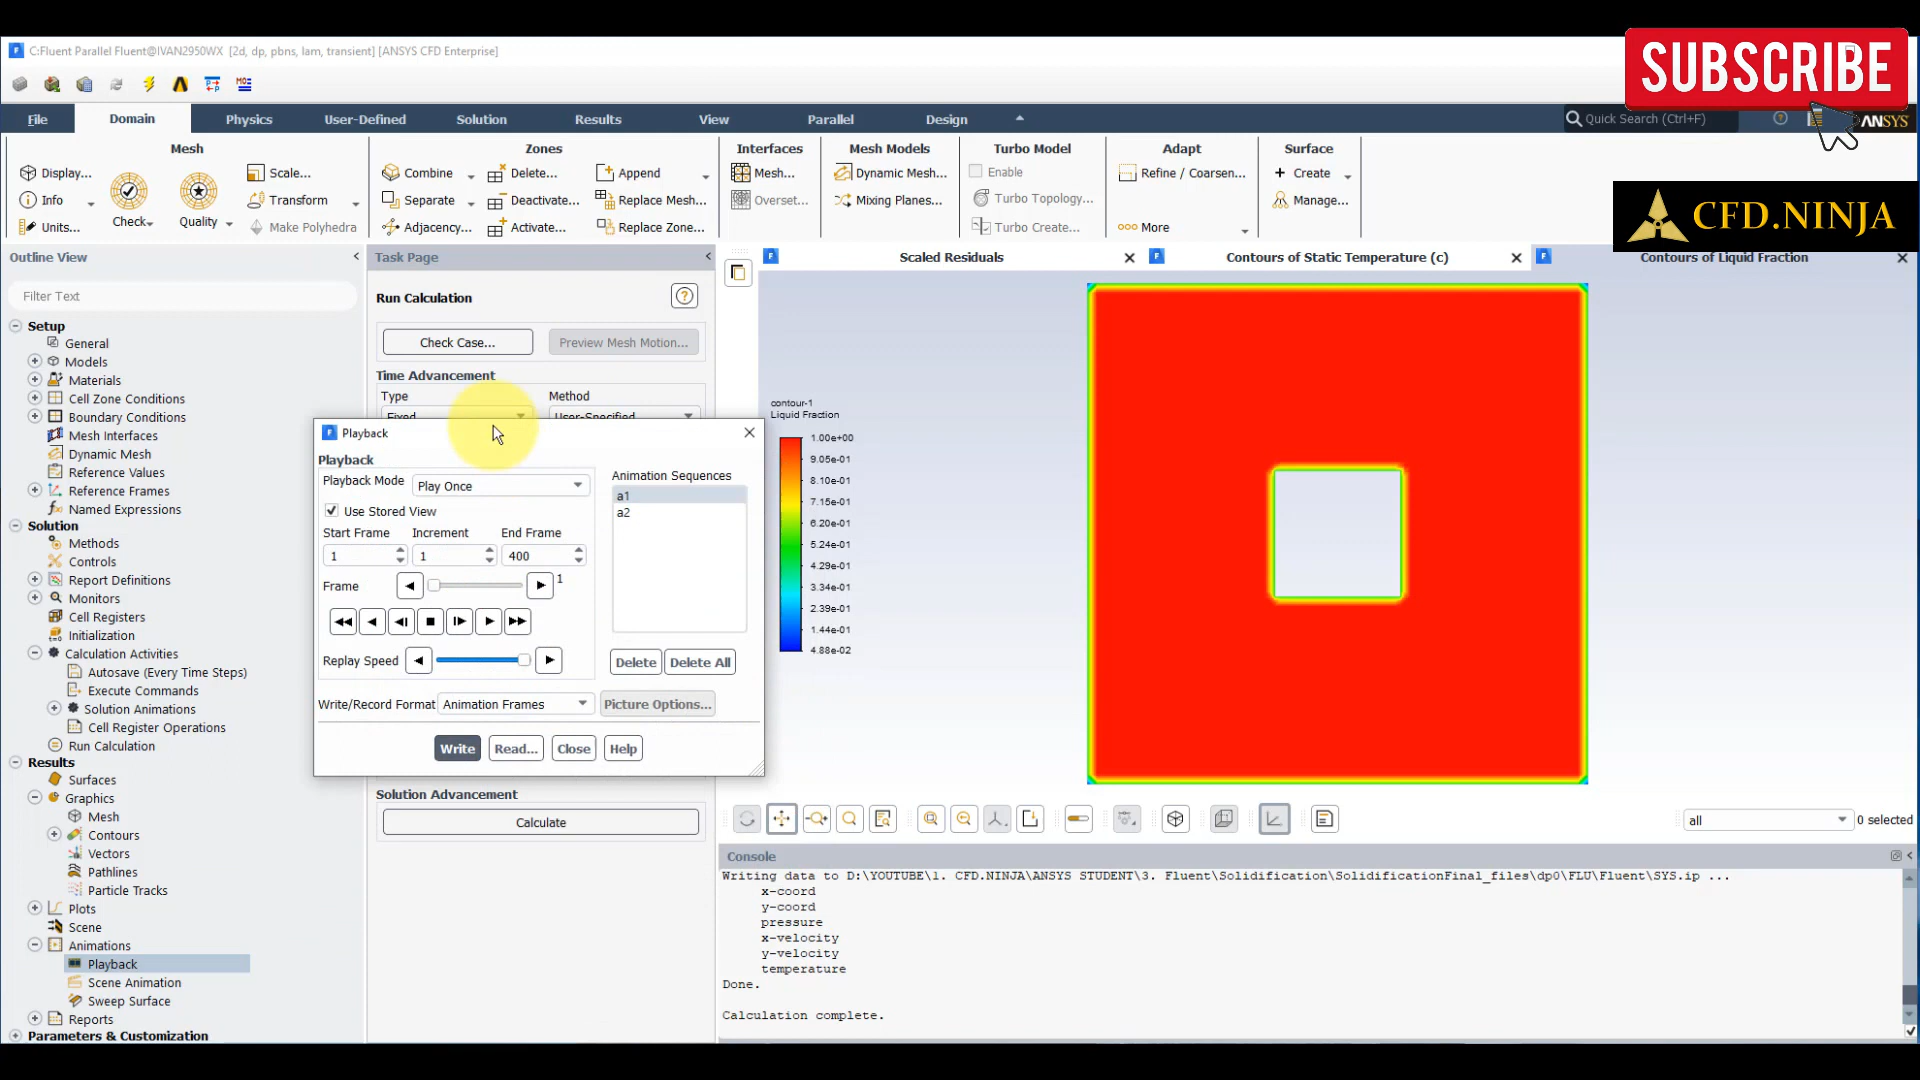 C:Fluent Parallel Fluent@IVAN2950WX [2d, dp, pbns, lam, transient] [ANSYS CFD Enterprise]
SUBSCRIBE
File Domain Physics User-Defined Solution Results View Parallel Design
Quick Search (Ctrl+F)
ANSYS
CFD.NINJA
Mesh Zones Interfaces Mesh Models Turbo Model Adapt Surface
Display... Scale... Combine Delete... Append Mesh... Dynamic Mesh... Enable Refine / Coarsen... Create
Info Transform Separate Deactivate... Replace Mesh... Overset... Mixing Planes... Turbo Topology... Manage...
Units... Check Quality Make Polyhedra Adjacency... Activate... Replace Zone... Turbo Create... More
Outline View
Filter Text
Setup
General
Models
Materials
Cell Zone Conditions
Boundary Conditions
Mesh Interfaces
Dynamic Mesh
Reference Values
Reference Frames
Named Expressions
Solution
Methods
Controls
Report Definitions
Monitors
Cell Registers
Initialization
Calculation Activities
Autosave (Every Time Steps)
Execute Commands
Solution Animations
Cell Register Operations
Run Calculation
Results
Surfaces
Graphics
Mesh
Contours
Vectors
Pathlines
Particle Tracks
Plots
Scene
Animations
Playback
Scene Animation
Sweep Surface
Reports
Parameters & Customization
Task Page
Run Calculation
Check Case... Preview Mesh Motion...
Time Advancement
Type Method
Fixed User-Specified
Playback
Playback
Playback Mode Play Once
Use Stored View
Start Frame Increment End Frame
1 1 400
Frame 1
Replay Speed
Animation Sequences
a1
a2
Delete Delete All
Write/Record Format Animation Frames Picture Options...
Write Read... Close Help
Solution Advancement
Calculate
Scaled Residuals Contours of Static Temperature (c) Contours of Liquid Fraction
contour-1
Liquid Fraction
1.00e+00
9.05e-01
8.10e-01
7.15e-01
6.20e-01
5.24e-01
4.29e-01
3.34e-01
2.39e-01
1.44e-01
4.88e-02
all 0 selected
Console
Writing data to D:\YOUTUBE\1. CFD.NINJA\ANSYS STUDENT\3. Fluent\Solidification\SolidificationFinal_files\dp0\FLU\Fluent\SYS.ip ...
x-coord
y-coord
pressure
x-velocity
y-velocity
temperature
Done.
Calculation complete.